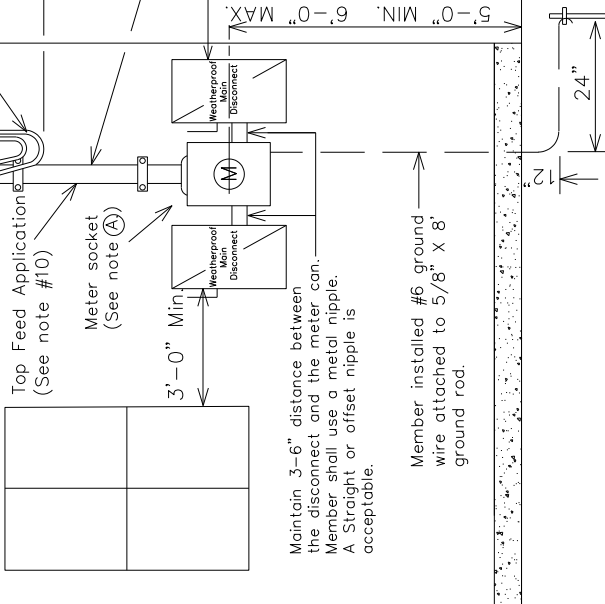 5'-0" MIN. 6'-0" MAX.
24"
12"
Weatherproof
Main
Disconnect
M
Weatherproof
Main
Disconnect
Top Feed Application
(See note #10)
Meter socket
(See note A)
3'-0" Min.
Maintain 3-6" distance between
the disconnect and the meter can.
Member shall use a metal nipple.
A Straight or offset nipple is
acceptable.
Member installed #6 ground
wire attached to 5/8" X 8'
ground rod.